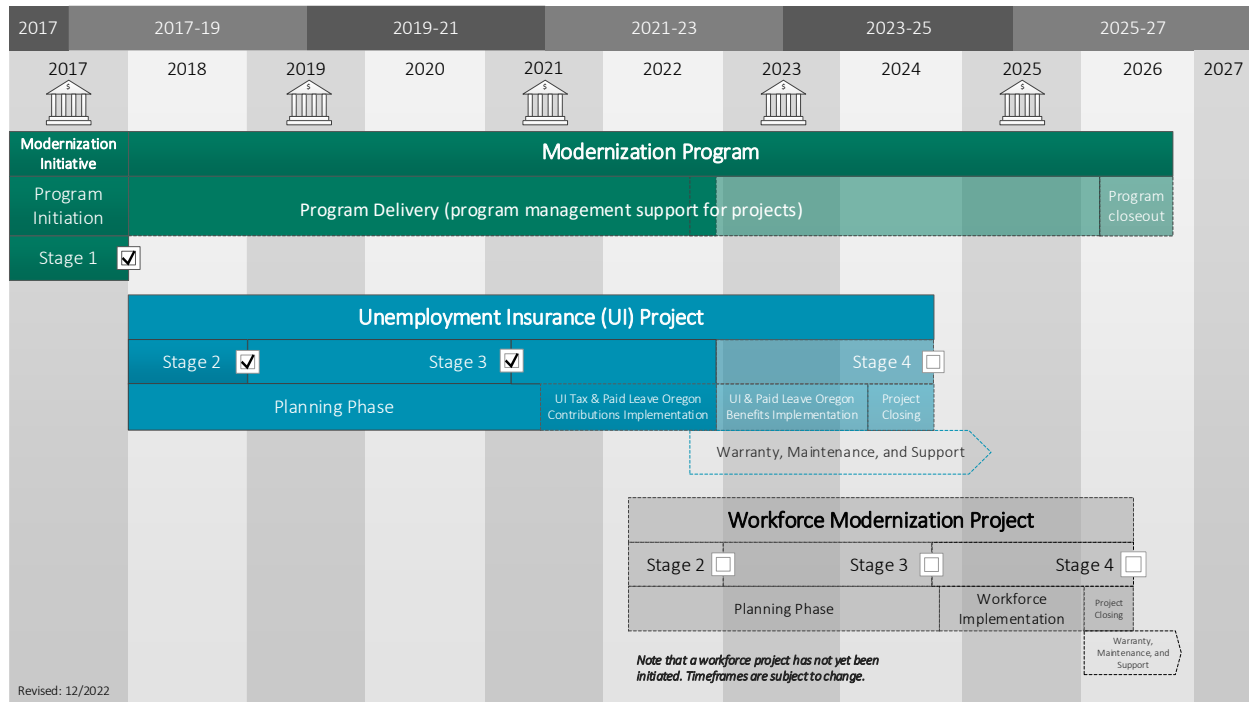 2017 2017-19 2019-21 2021-23 2023-25 2025-27
2017 2018 2019 2020 2021 2022 2023 2024 2025 2026 2027
$ $ $ $ $
Modernization
Initiative
Modernization Program
Program
Initiation
Program Delivery (program management support for projects)
Program
closeout
Stage 1
Unemployment Insurance (UI) Project
Stage 2 Stage 3 Stage 4
Planning Phase
UI Tax & Paid Leave Oregon
Contributions Implementation
UI & Paid Leave Oregon
Benefits Implementation
Project
Closing
Warranty, Maintenance, and Support
Workforce Modernization Project
Stage 2 Stage 3 Stage 4
Planning Phase
Workforce
Implementation
Project
Closing
Warranty,
Maintenance, and
Support
Note that a workforce project has not yet been
initiated. Timeframes are subject to change.
Revised: 12/2022